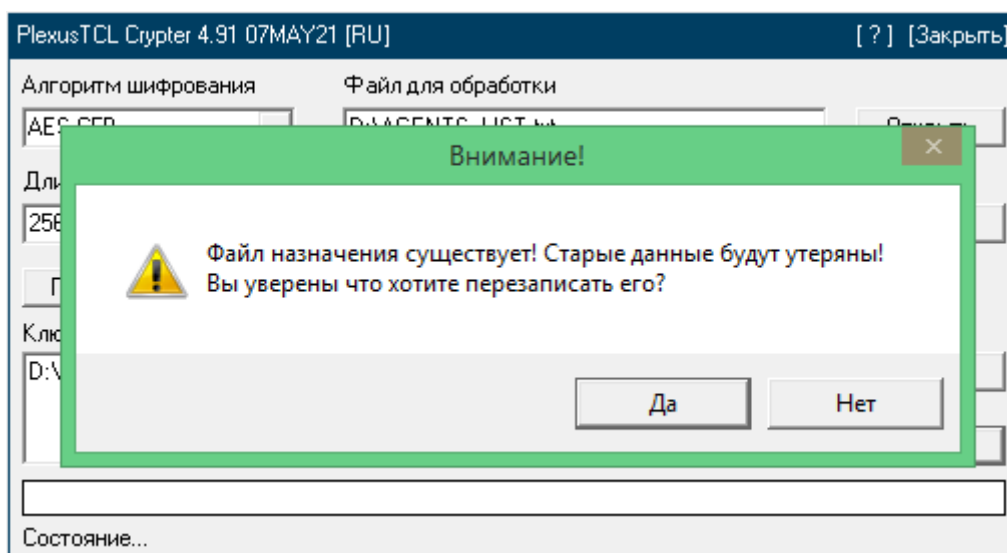 PlexusTCL Crypter 4.91 07MAY21 [RU] [ ? ] [Закрыть]
Алгоритм шифрования Файл для обработки
Внимание!
256
Файл назначения существует! Старые данные будут утеряны!
Вы уверены что хотите перезаписать его?
D:\
Да Нет
Состояние...